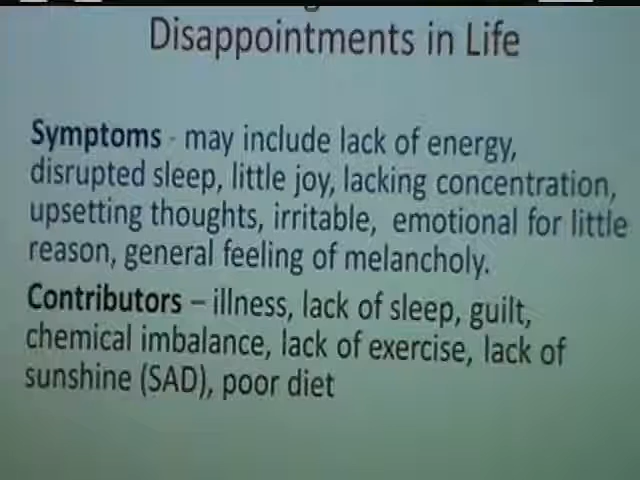 Disappointments in Life
Symptoms - may include lack of energy,
disrupted sleep, little joy, lacking concentration,
upsetting thoughts, irritable, emotional for little
reason, general feeling of melancholy.
Contributors – illness, lack of sleep, guilt,
chemical imbalance, lack of exercise, lack of
sunshine (SAD), poor diet